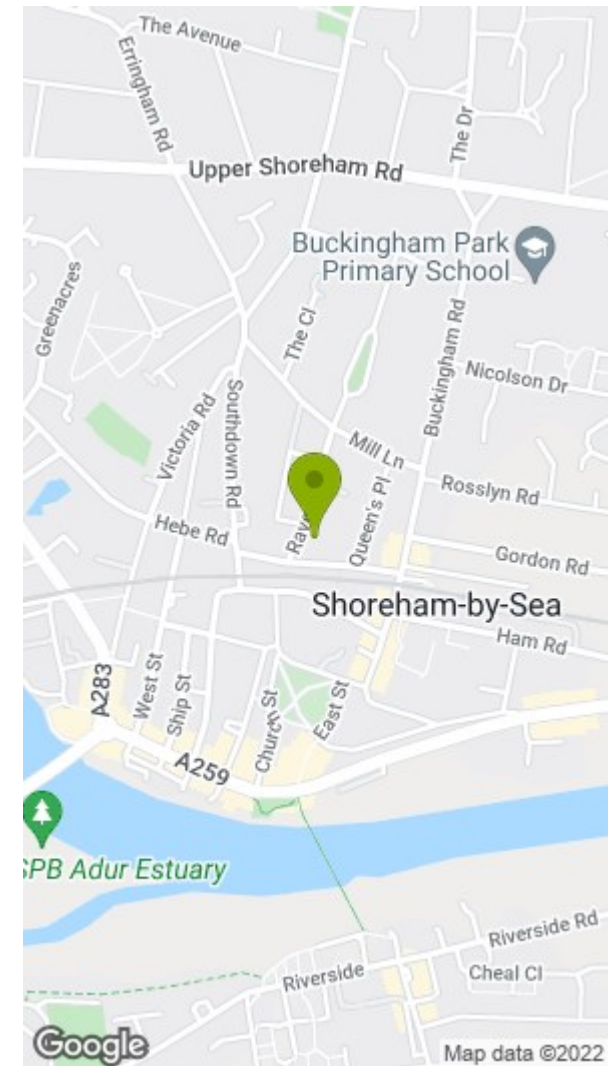 The Avenue
Erringham Rd
The Dr
Upper Shoreham Rd
Buckingham Park
Primary School
Greenacres
The Cl
Buckingham Rd
Nicolson Dr
Victoria Rd
Southdown Rd
Mill Ln
Rosslyn Rd
Hebe Rd
Queen's Pl
Gordon Rd
Shoreham-by-Sea
Ham Rd
A283
West St
Ship St
Church St
East St
A259
SPB Adur Estuary
Riverside Rd
Riverside
Cheal Cl
Google
Map data ©2022